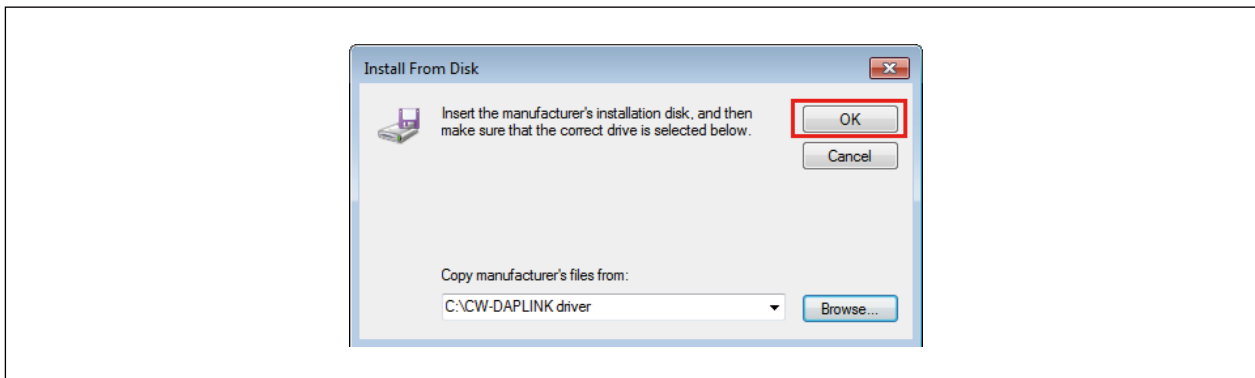 Install From Disk
Insert the manufacturer's installation disk, and then
make sure that the correct drive is selected below.
OK
Cancel
Copy manufacturer's files from:
C:\CW-DAPLINK driver
Browse...